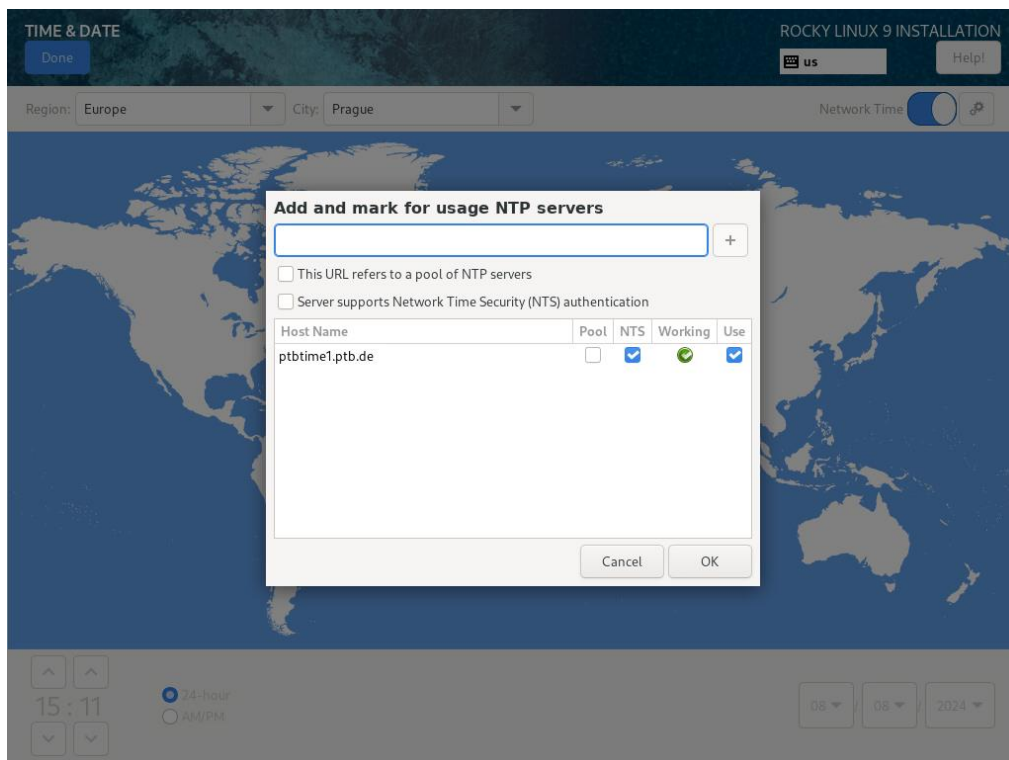 TIME & DATE
ROCKY LINUX 9 INSTALLATION
Done
us
Help!
Region: Europe City: Prague Network Time
Add and mark for usage NTP servers
+
This URL refers to a pool of NTP servers
Server supports Network Time Security (NTS) authentication
Host Name Pool NTS Working Use
ptbtime1.ptb.de
Cancel OK
15 : 11
24-hour
AM/PM
08 / 08 / 2024